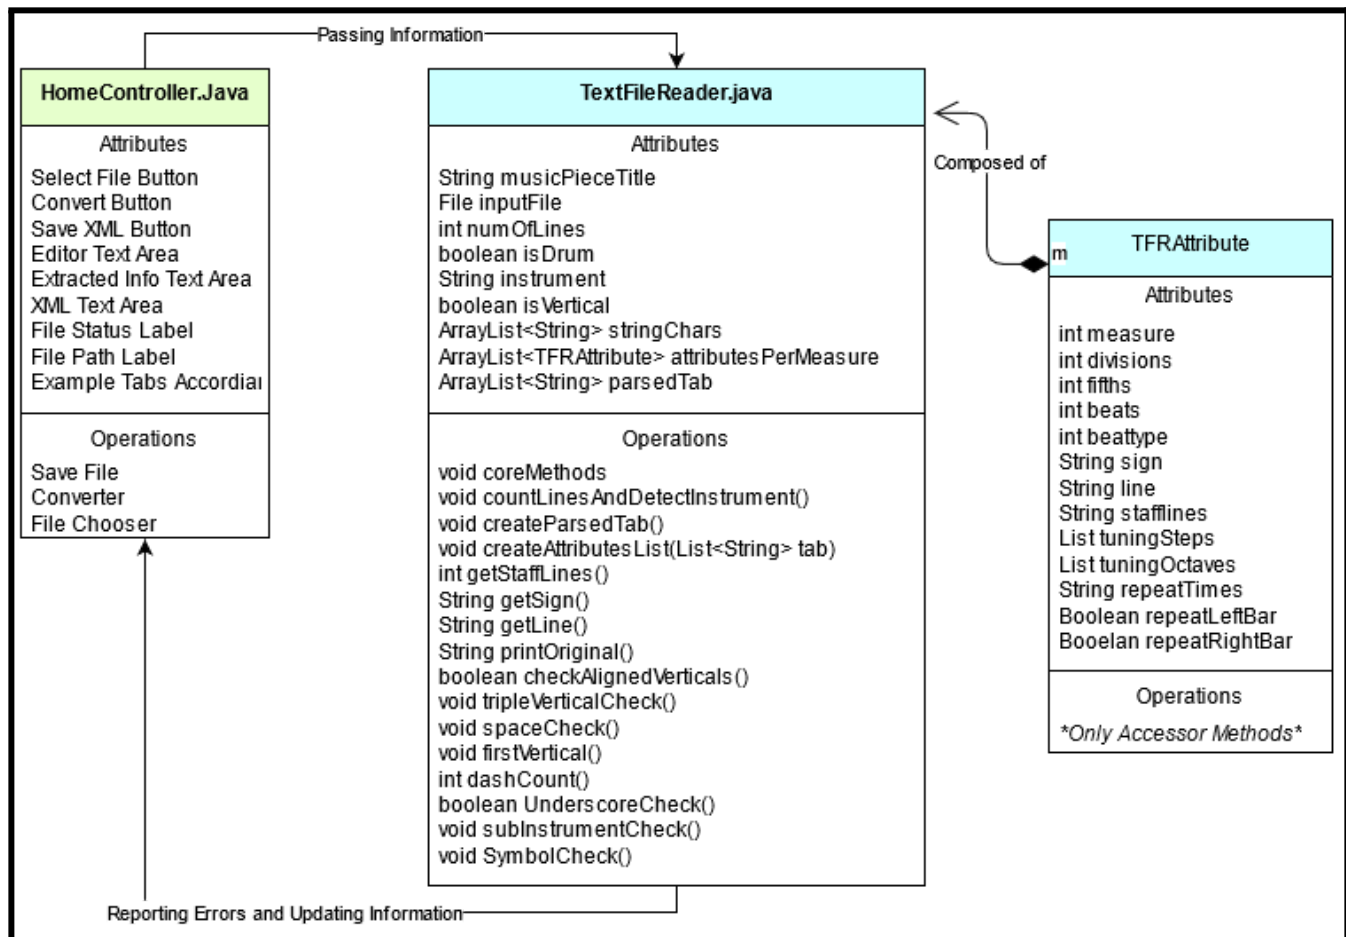 Passing Information
HomeController.Java
Attributes
Select File Button
Convert Button
Save XML Button
Editor Text Area
Extracted Info Text Area
XML Text Area
File Status Label
File Path Label
Example Tabs Accordian
Operations
Save File
Converter
File Chooser
TextFileReader.java
Attributes
String musicPieceTitle
File inputFile
int numOfLines
boolean isDrum
String instrument
boolean isVertical
ArrayList<String> stringChars
ArrayList<TFRAttribute> attributesPerMeasure
ArrayList<String> parsedTab
Operations
void coreMethods
void countLinesAndDetectInstrument()
void createParsedTab()
void createAttributesList(List<String> tab)
int getStaffLines()
String getSign()
String getLine()
String printOriginal()
boolean checkAlignedVerticals()
void tripleVerticalCheck()
void spaceCheck()
void firstVertical()
int dashCount()
boolean UnderscoreCheck()
void subInstrumentCheck()
void SymbolCheck()
Composed of
m
TFRAttribute
Attributes
int measure
int divisions
int fifths
int beats
int beattype
String sign
String line
String stafflines
List tuningSteps
List tuningOctaves
String repeatTimes
Boolean repeatLeftBar
Booelan repeatRightBar
Operations
*Only Accessor Methods*
Reporting Errors and Updating Information